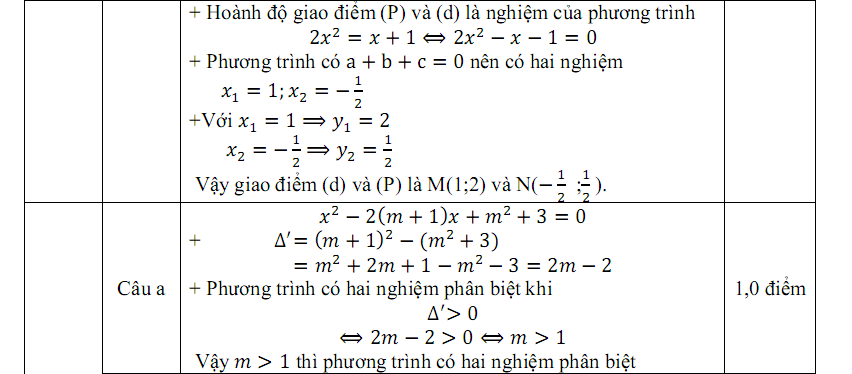 + Hoành độ giao điểm (P) và (d) là nghiệm của phương trình
2x² = x + 1 ⟺ 2x² − x − 1 = 0
+ Phương trình có a + b + c = 0 nên có hai nghiệm
x₁ = 1; x₂ = −1/2
+Với x₁ = 1 ⟹ y₁ = 2
x₂ = −1/2 ⟹ y₂ = 1/2
Vậy giao điểm (d) và (P) là M(1;2) và N(−1/2 ;1/2 ).
x² − 2(m + 1)x + m² + 3 = 0
+ Δ′ = (m + 1)² − (m² + 3)
= m² + 2m + 1 − m² − 3 = 2m − 2
Câu a
+ Phương trình có hai nghiệm phân biệt khi
1,0 điểm
Δ′ > 0
⟺ 2m − 2 > 0 ⟺ m > 1
Vậy m > 1 thì phương trình có hai nghiệm phân biệt